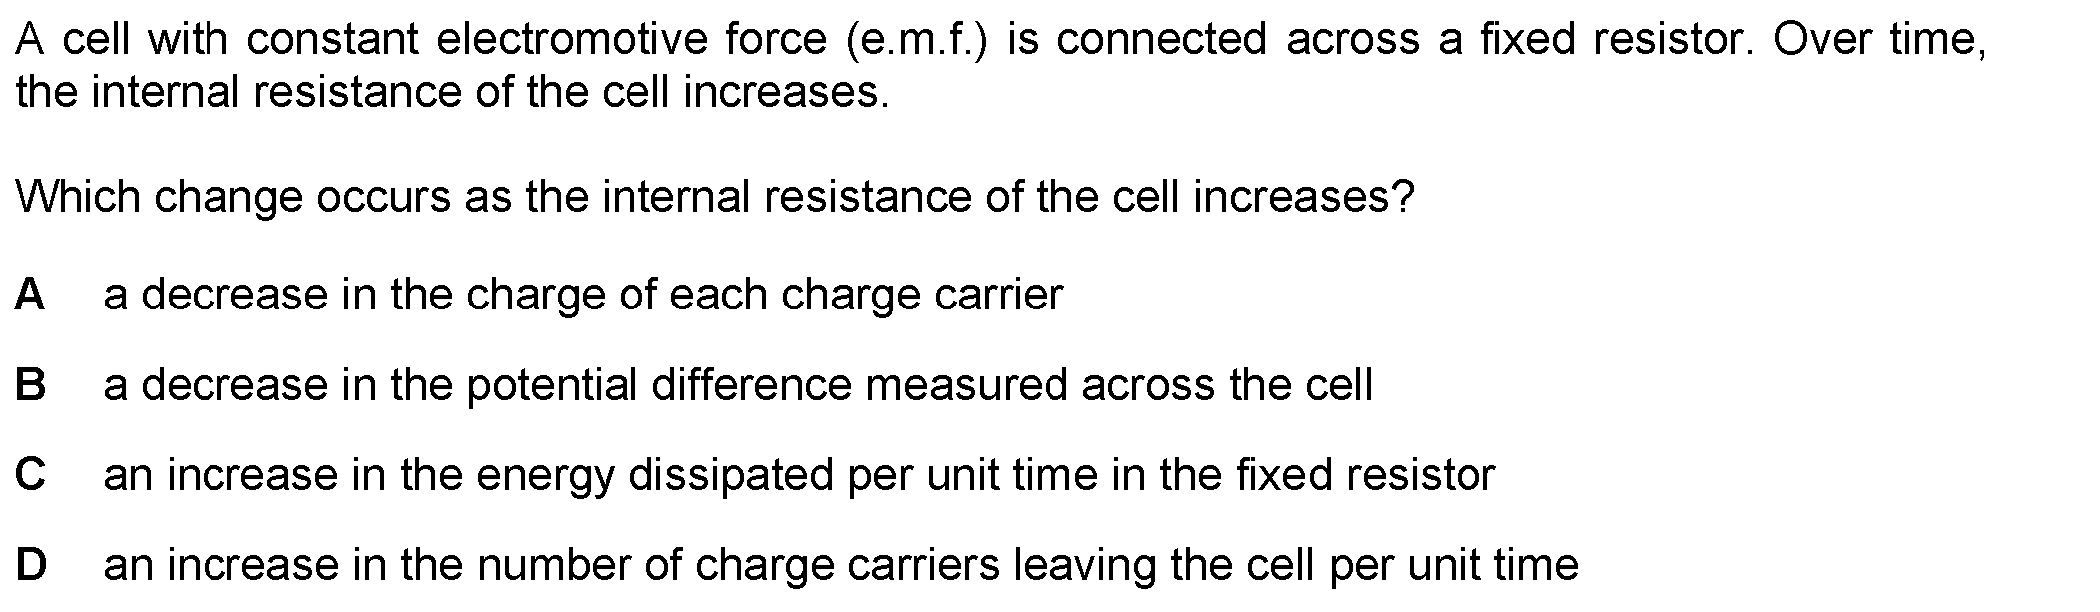 A cell with constant electromotive force (e.m.f.) is connected across a fixed resistor. Over time,
the internal resistance of the cell increases.
Which change occurs as the internal resistance of the cell increases?
A a decrease in the charge of each charge carrier
B a decrease in the potential difference measured across the cell
C an increase in the energy dissipated per unit time in the fixed resistor
D an increase in the number of charge carriers leaving the cell per unit time